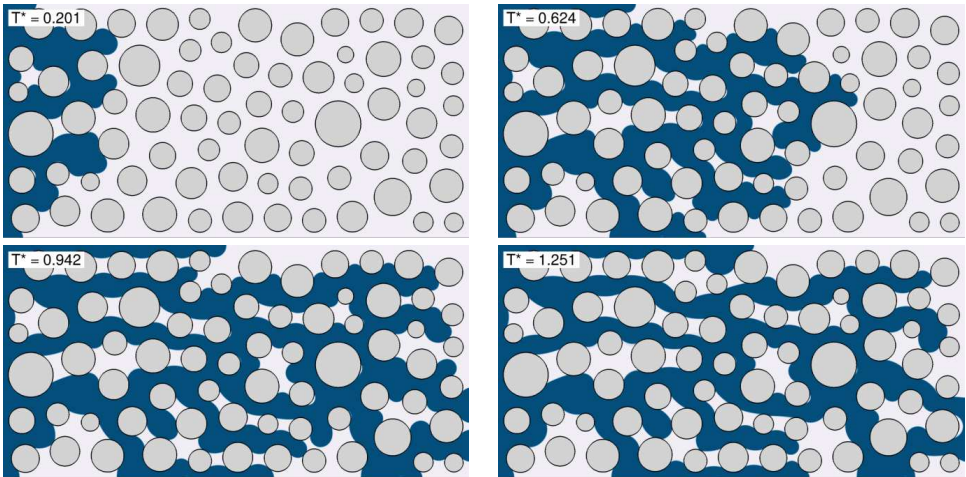 T* = 0.201
T* = 0.624
T* = 0.942
T* = 1.251